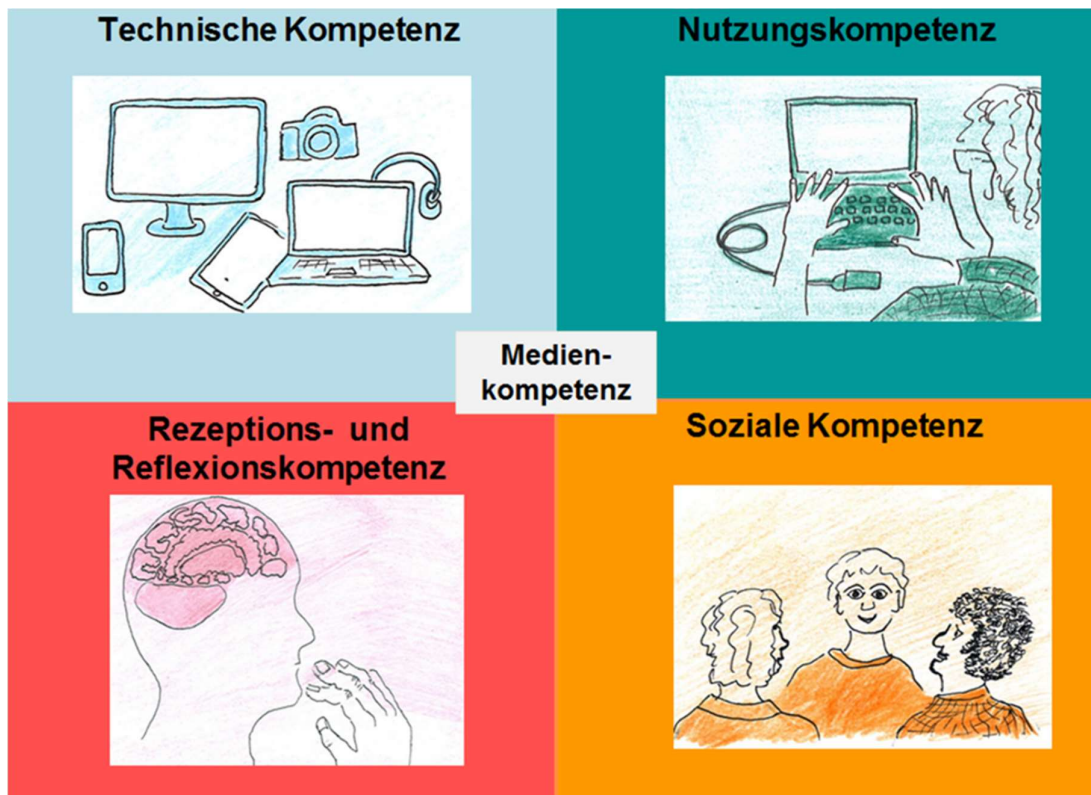 Technische Kompetenz
Nutzungskompetenz
Medien-
kompetenz
Rezeptions- und
Reflexionskompetenz
Soziale Kompetenz